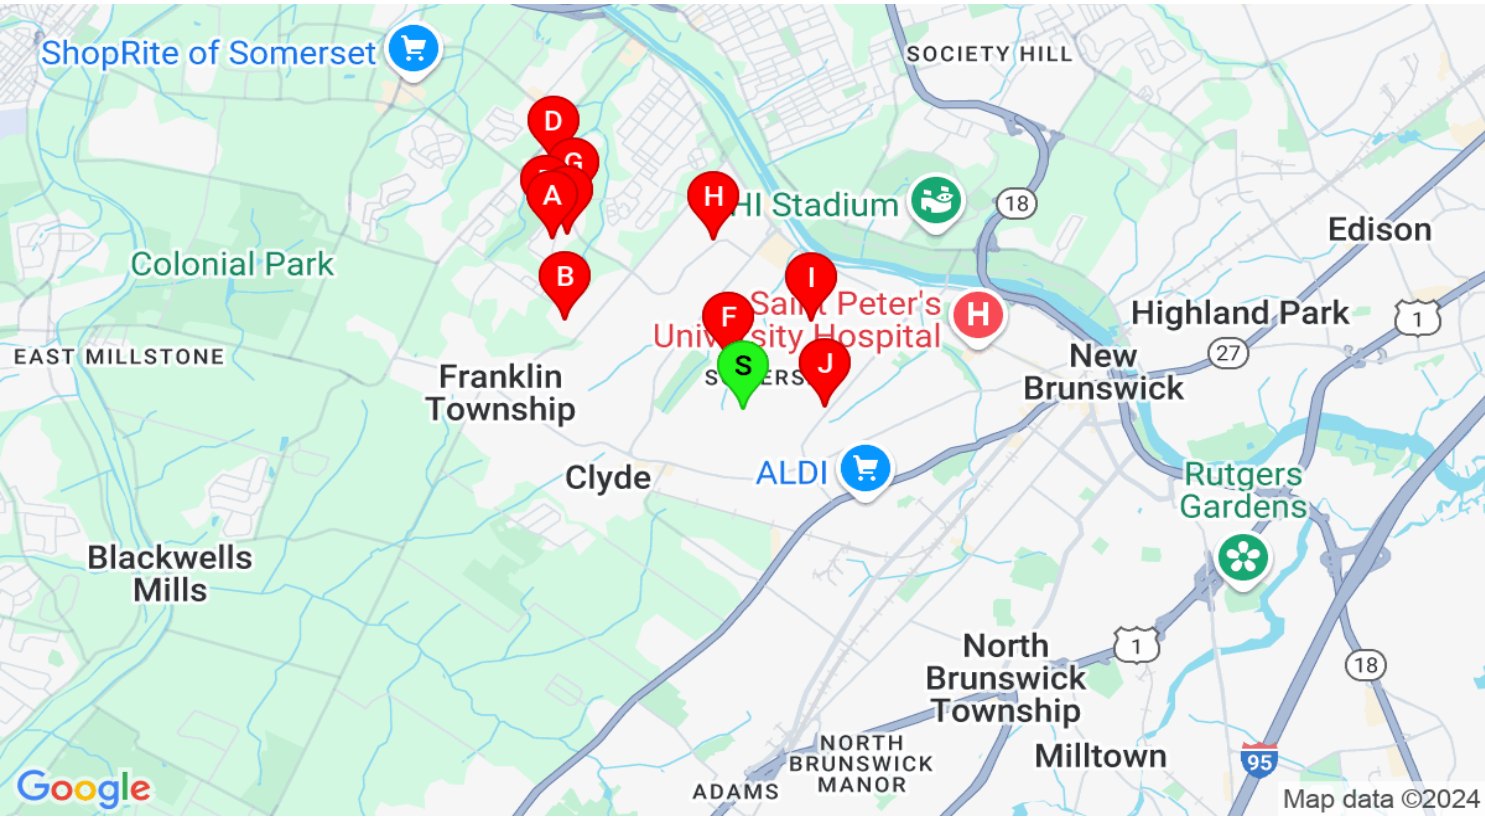 SOCIETY HILL
ShopRite of Somerset
D
G
A
H
HI Stadium
18
Edison
Colonial Park
B
I
Saint Peter's
University Hospital
H
Highland Park
1
F
EAST MILLSTONE
27
New
Brunswick
S
J
Franklin
Township
Clyde
ALDI
Rutgers
Gardens
Blackwells
Mills
North
Brunswick
Township
1
18
NORTH
BRUNSWICK
MANOR
Milltown
95
ADAMS
Google
Map data ©2024